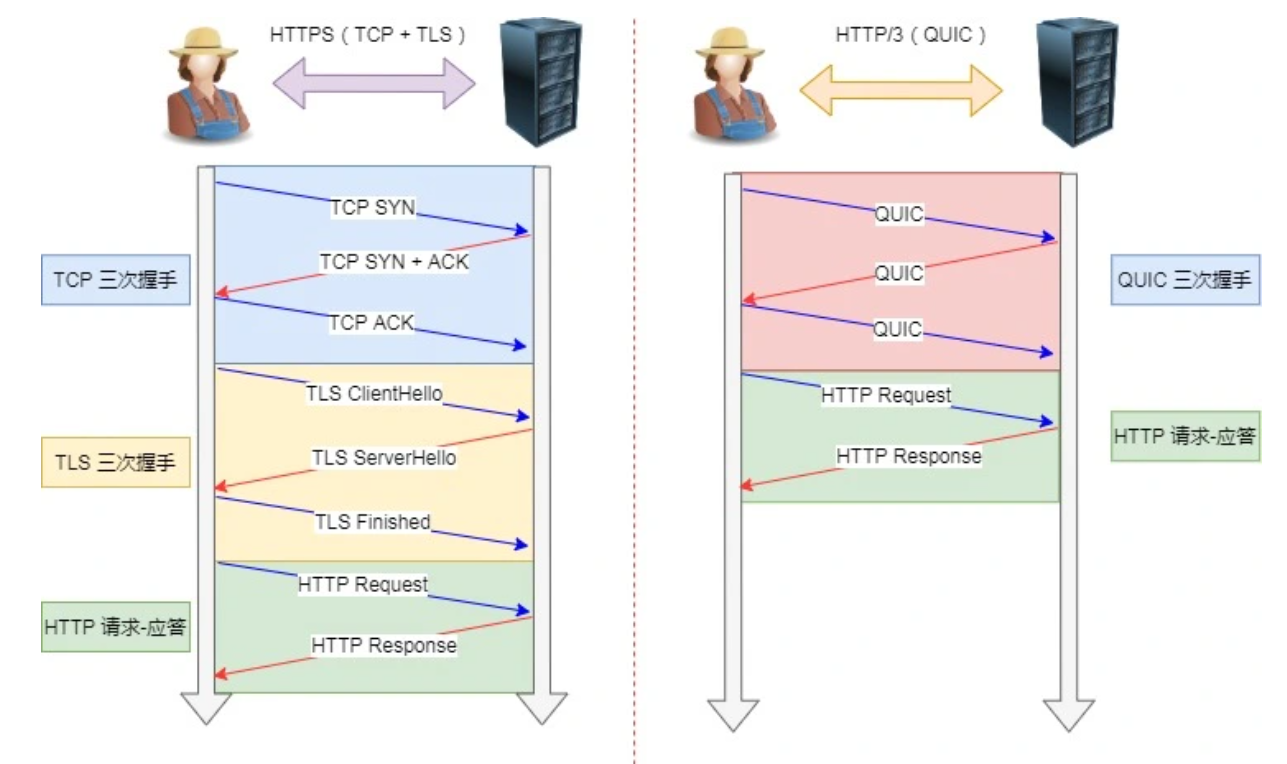 HTTPS ( TCP + TLS )
TCP SYN
TCP SYN + ACK
TCP 三次握手
TCP ACK
TLS ClientHello
TLS ServerHello
TLS 三次握手
TLS Finished
HTTP Request
HTTP 请求-应答
HTTP Response
HTTP/3 ( QUIC )
QUIC
QUIC
QUIC 三次握手
QUIC
HTTP Request
HTTP 请求-应答
HTTP Response